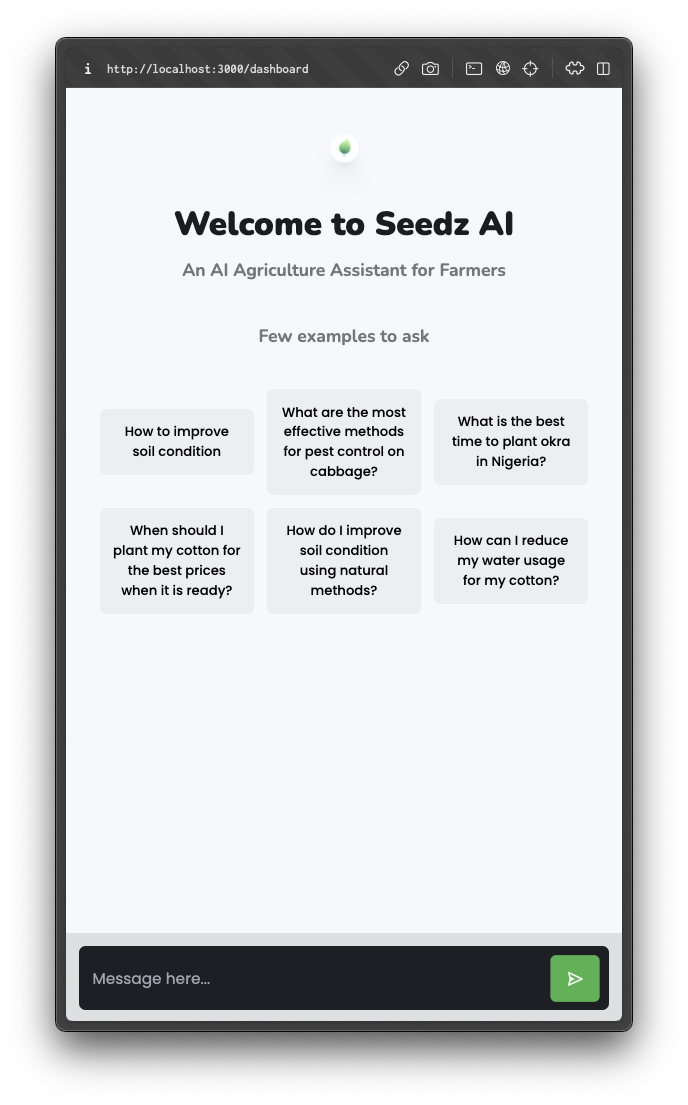 i http://localhost:3000/dashboard
Welcome to Seedz AI
An AI Agriculture Assistant for Farmers
Few examples to ask
How to improve
soil condition
What are the most
effective methods
for pest control on
cabbage?
What is the best
time to plant okra
in Nigeria?
When should I
plant my cotton for
the best prices
when it is ready?
How do I improve
soil condition
using natural
methods?
How can I reduce
my water usage
for my cotton?
Message here...